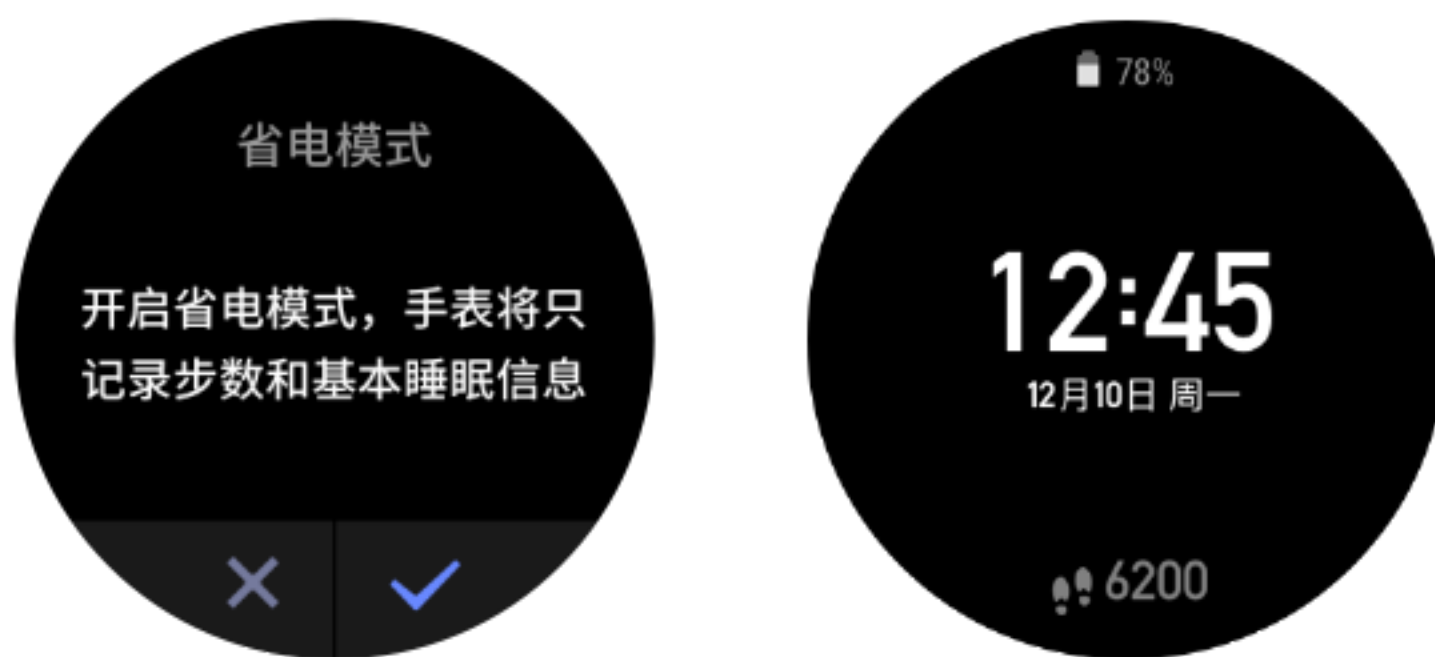 省电模式
开启省电模式，手表将只
记录步数和基本睡眠信息
78%
12:45
12月10日 周一
6200